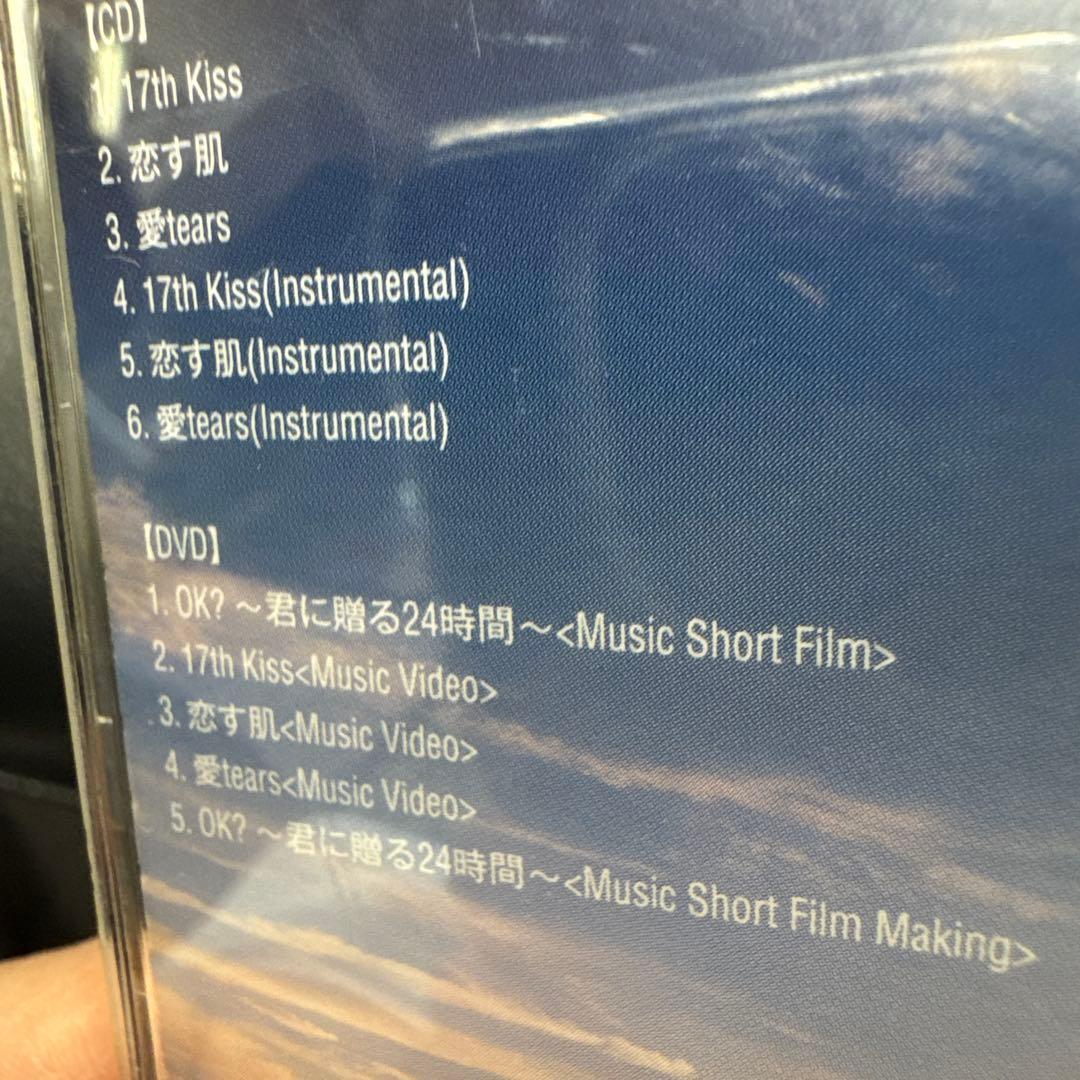 【CD】
1. 17th Kiss
2. 恋す肌
3. 愛tears
4. 17th Kiss(Instrumental)
5. 恋す肌(Instrumental)
6. 愛tears(Instrumental)
【DVD】
1. OK? ～君に贈る24時間～<Music Short Film>
2. 17th Kiss<Music Video>
3. 恋す肌<Music Video>
4. 愛tears<Music Video>
5. OK? ～君に贈る24時間～<Music Short Film Making>